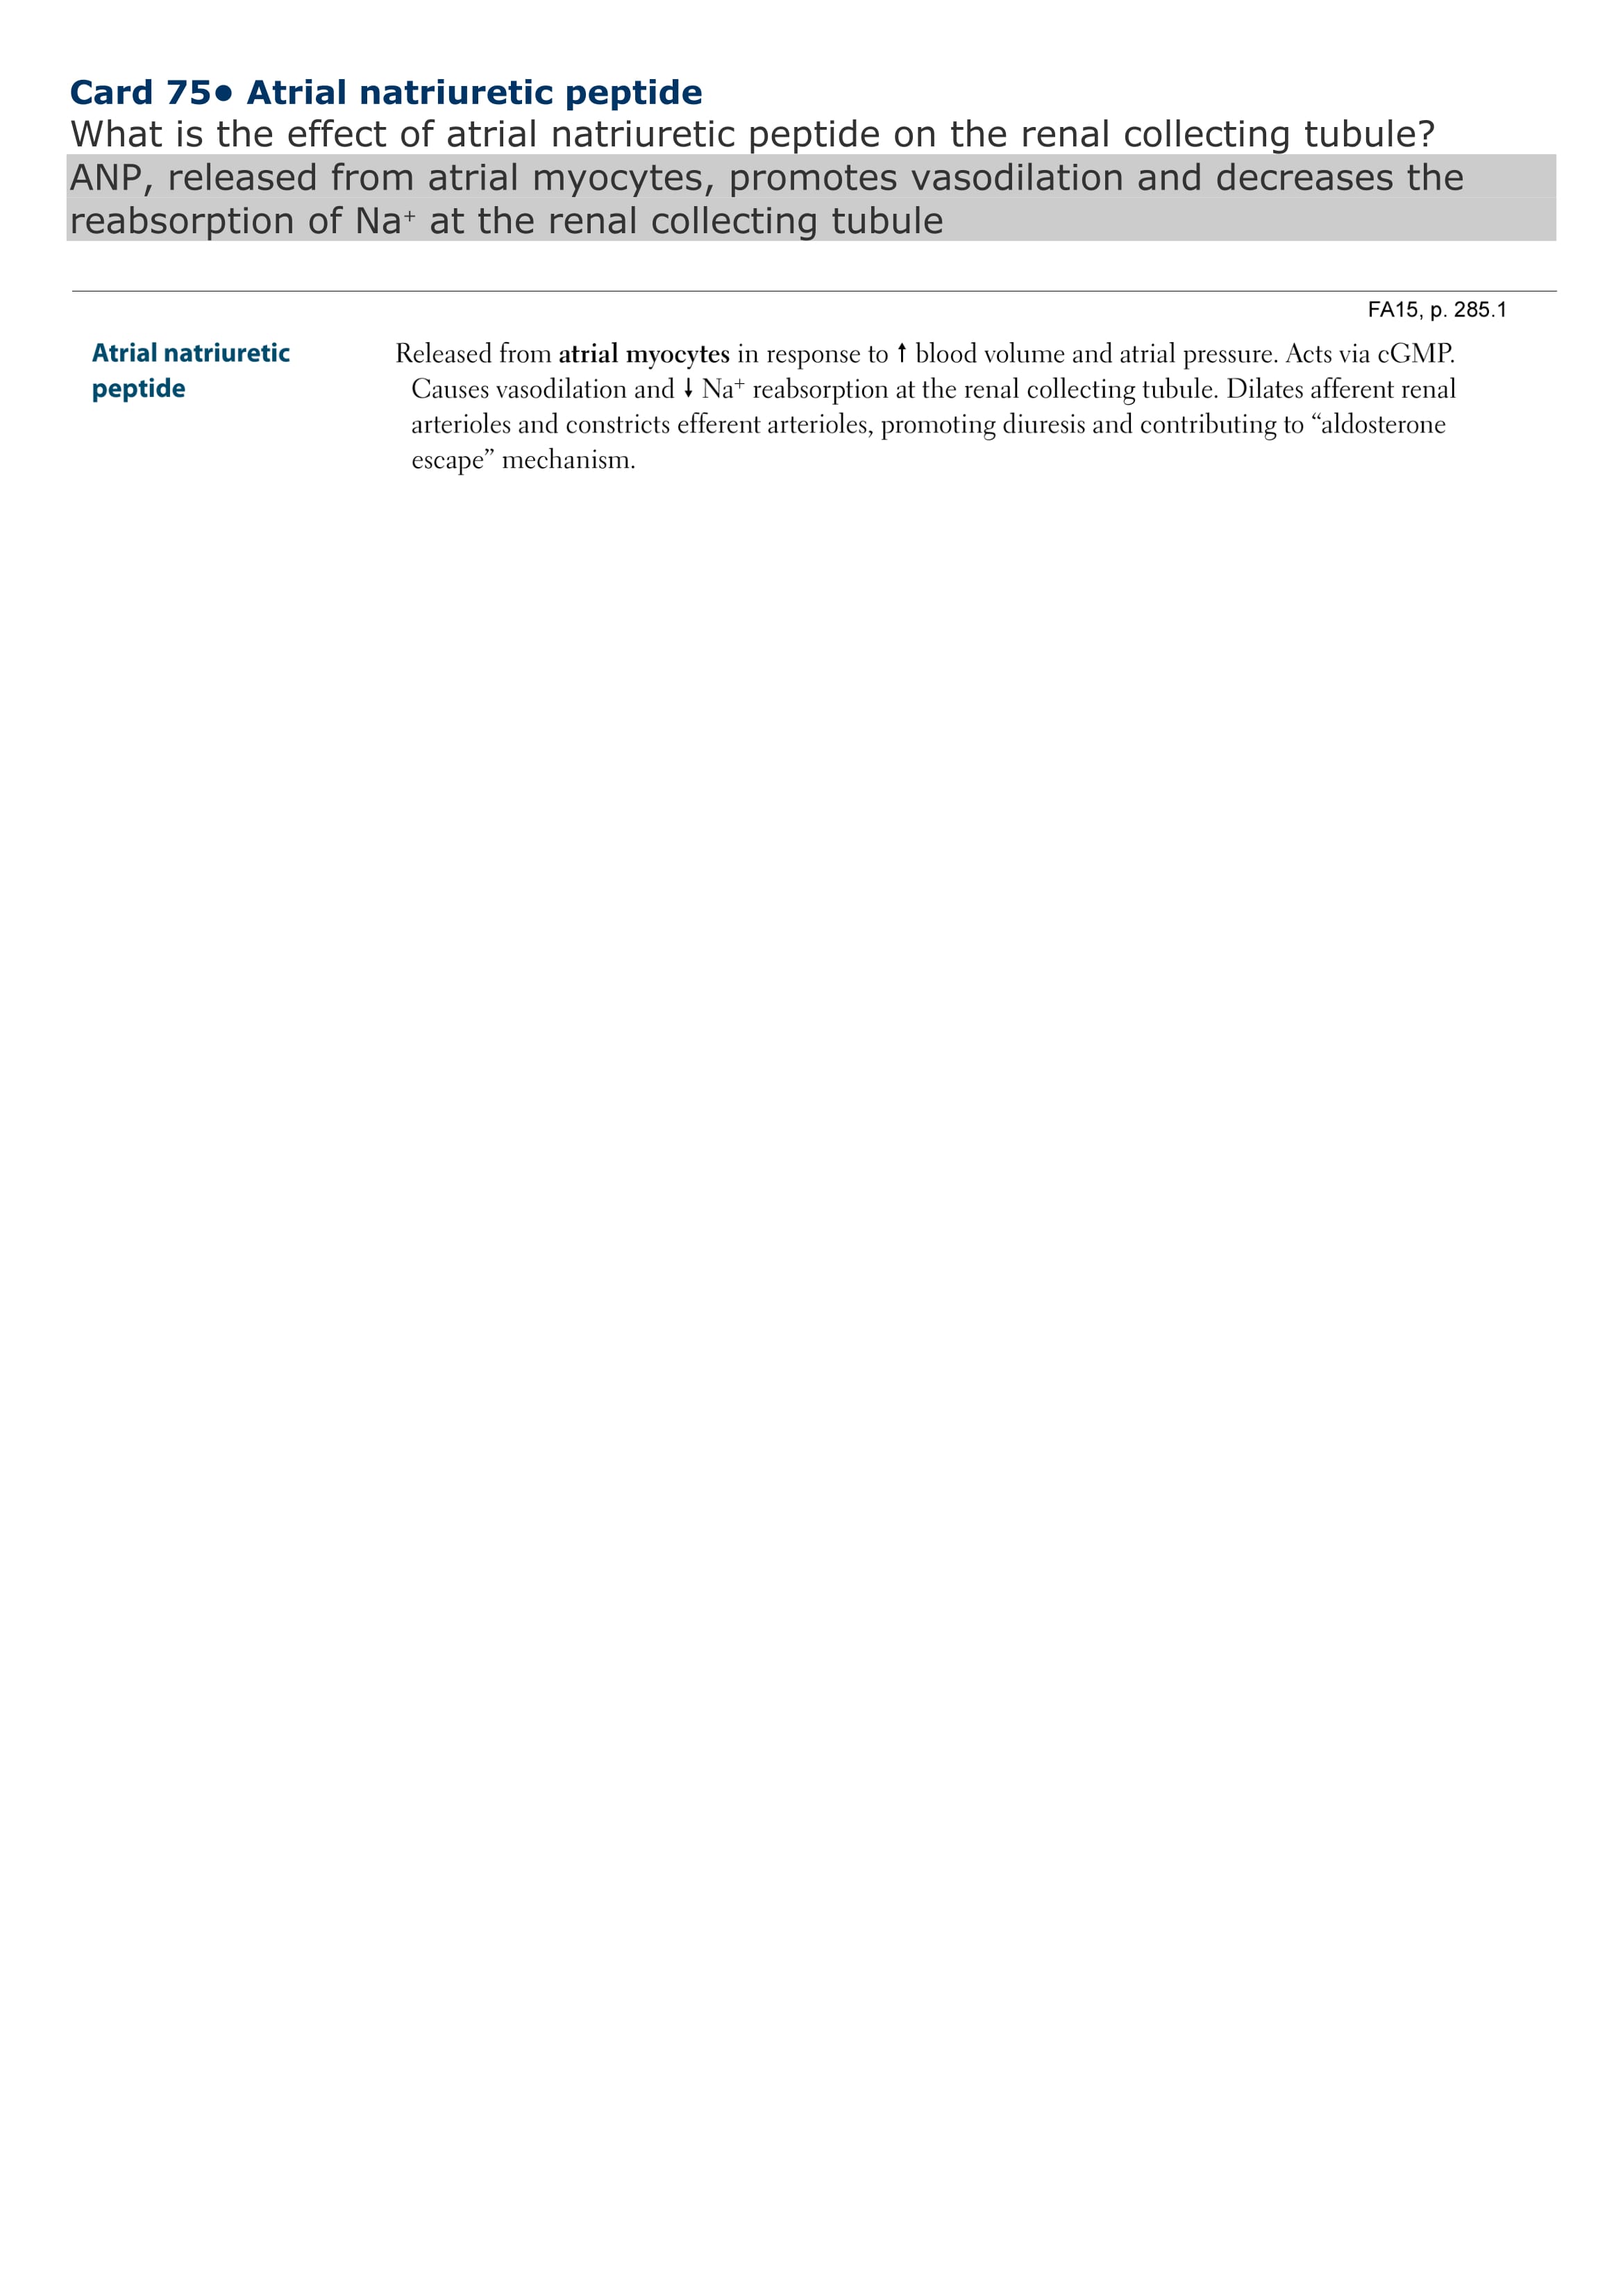 Card 75● Atrial natriuretic peptide
What is the effect of atrial natriuretic peptide on the renal collecting tubule?
ANP, released from atrial myocytes, promotes vasodilation and decreases the
reabsorption of Na⁺ at the renal collecting tubule
FA15, p. 285.1
Atrial natriuretic
peptide
Released from atrial myocytes in response to ↑ blood volume and atrial pressure. Acts via cGMP.
Causes vasodilation and ↓ Na⁺ reabsorption at the renal collecting tubule. Dilates afferent renal
arterioles and constricts efferent arterioles, promoting diuresis and contributing to “aldosterone
escape” mechanism.